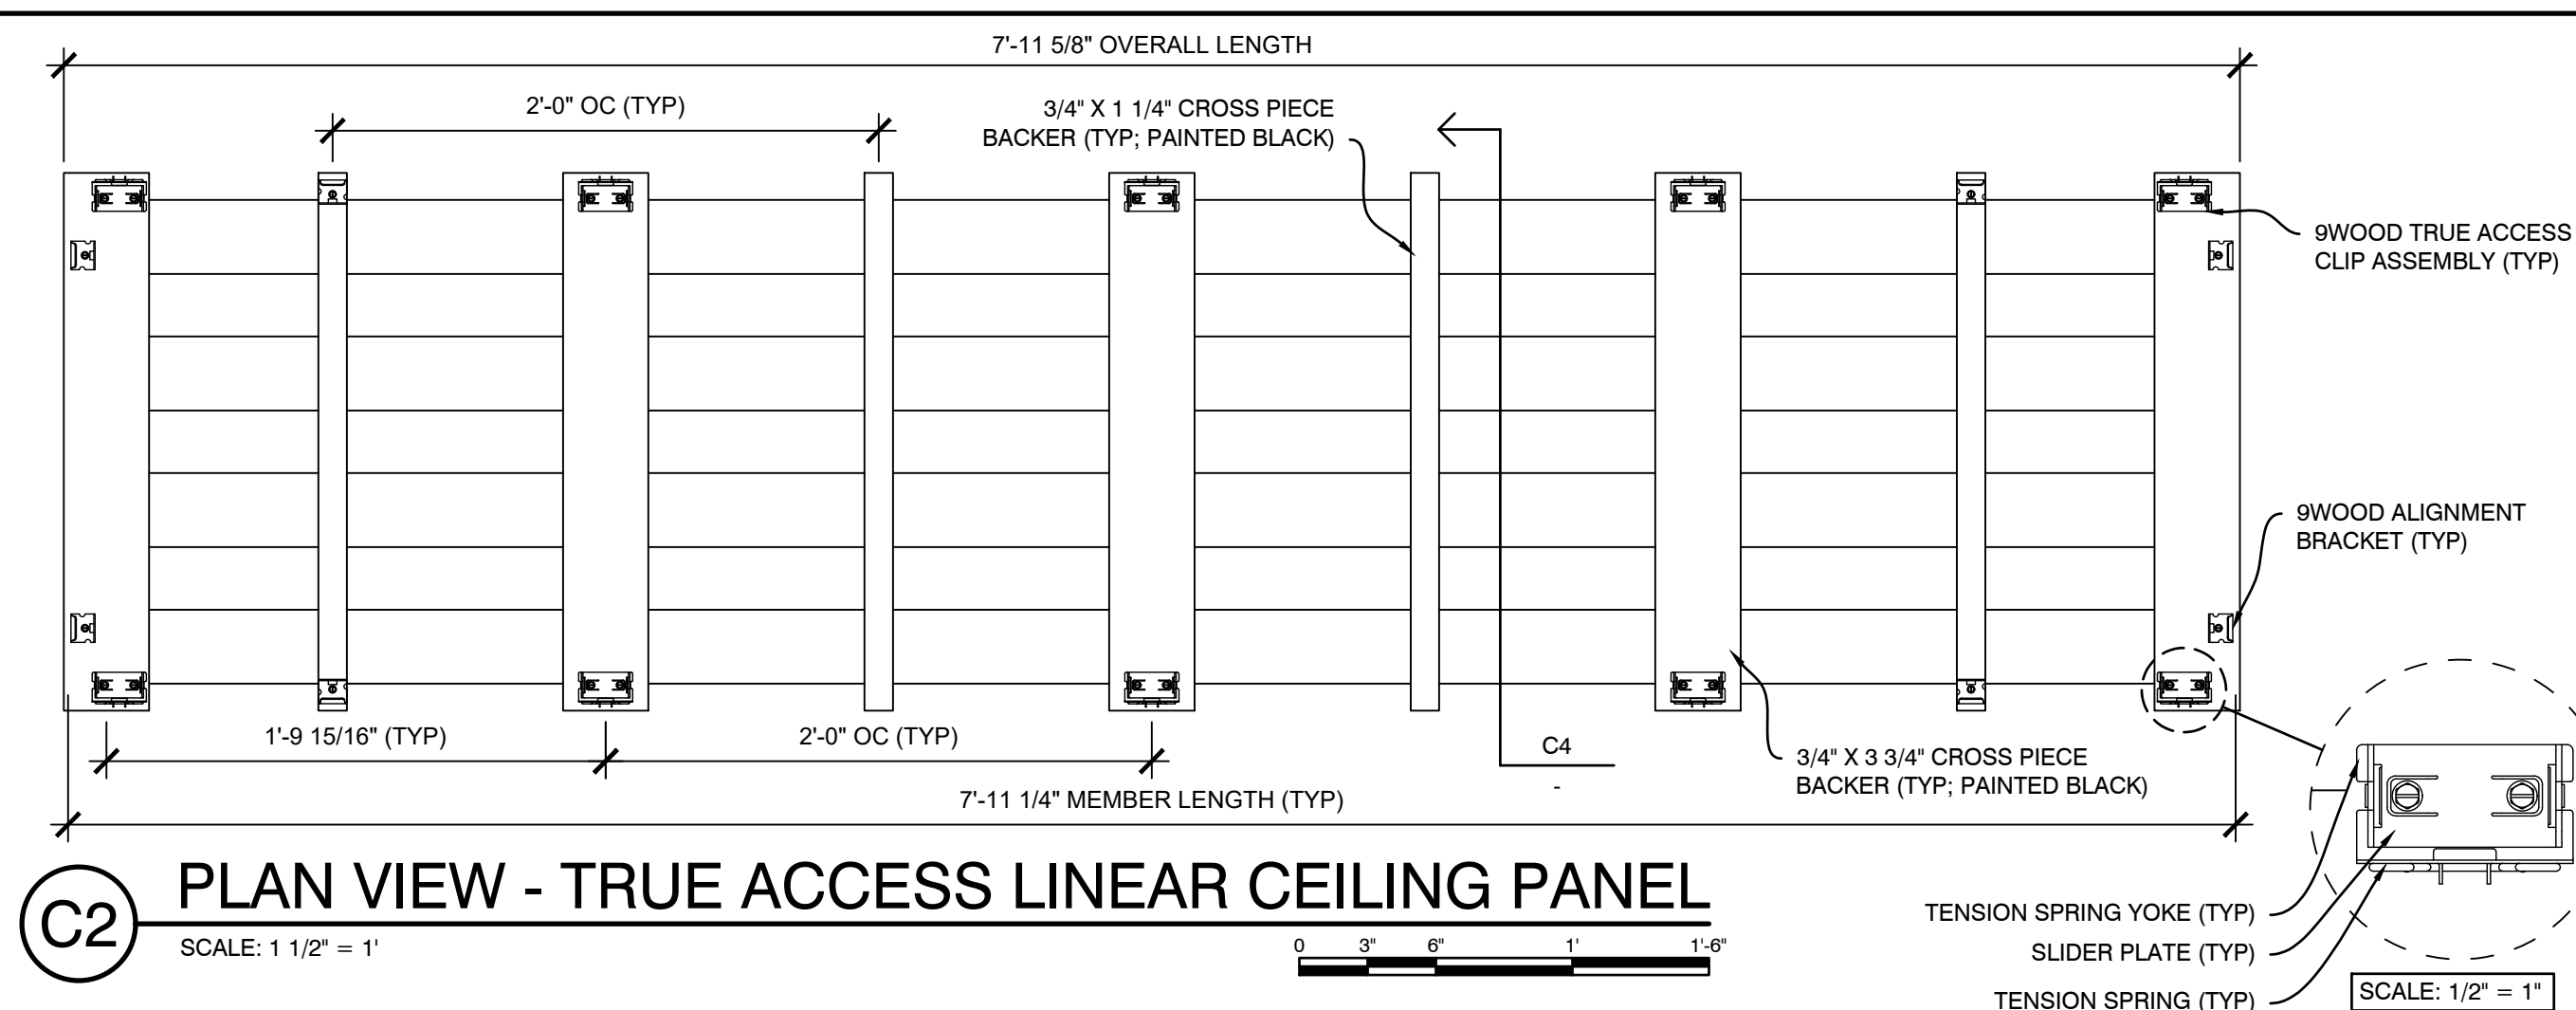 7'-11 5/8" OVERALL LENGTH
2'-0" OC (TYP)
3/4" X 1 1/4" CROSS PIECE
BACKER (TYP; PAINTED BLACK)
9WOOD TRUE ACCESS
CLIP ASSEMBLY (TYP)
9WOOD ALIGNMENT
BRACKET (TYP)
1'-9 15/16" (TYP)
2'-0" OC (TYP)
C4
-
3/4" X 3 3/4" CROSS PIECE
BACKER (TYP; PAINTED BLACK)
7'-11 1/4" MEMBER LENGTH (TYP)
C2
PLAN VIEW - TRUE ACCESS LINEAR CEILING PANEL
SCALE: 1 1/2" = 1'
0 3" 6" 1' 1'-6"
TENSION SPRING YOKE (TYP)
SLIDER PLATE (TYP)
TENSION SPRING (TYP)
SCALE: 1/2" = 1"